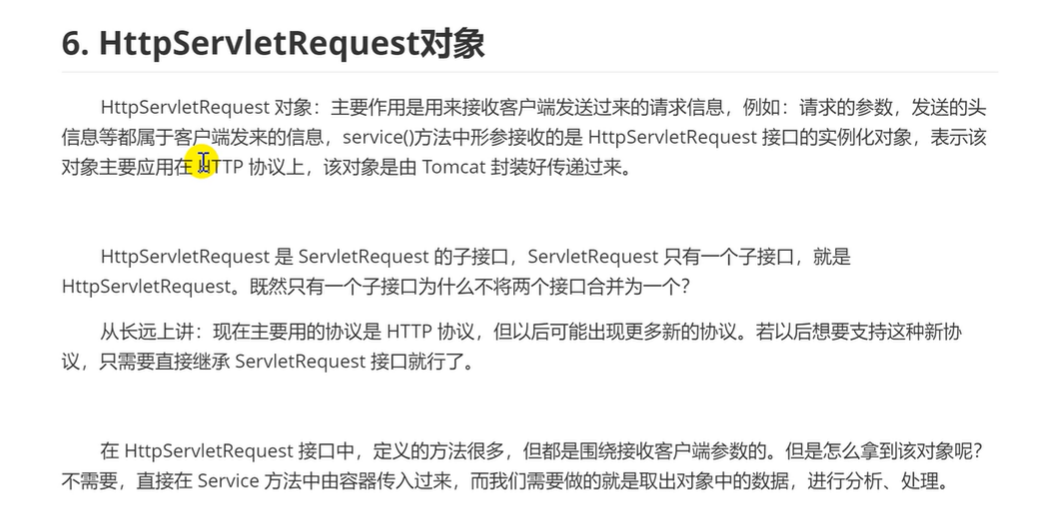 6. HttpServletRequest对象
HttpServletRequest 对象：主要作用是用来接收客户端发送过来的请求信息，例如：请求的参数，发送的头
信息等都属于客户端发来的信息，service()方法中形参接收的是 HttpServletRequest 接口的实例化对象，表示该
对象主要应用在 HTTP 协议上，该对象是由 Tomcat 封装好传递过来。
HttpServletRequest 是 ServletRequest 的子接口，ServletRequest 只有一个子接口，就是
HttpServletRequest。既然只有一个子接口为什么不将两个接口合并为一个？
从长远上讲：现在主要用的协议是 HTTP 协议，但以后可能出现更多新的协议。若以后想要支持这种新协
议，只需要直接继承 ServletRequest 接口就行了。
在 HttpServletRequest 接口中，定义的方法很多，但都是围绕接收客户端参数的。但是怎么拿到该对象呢？
不需要，直接在 Service 方法中由容器传入过来，而我们需要做的就是取出对象中的数据，进行分析、处理。